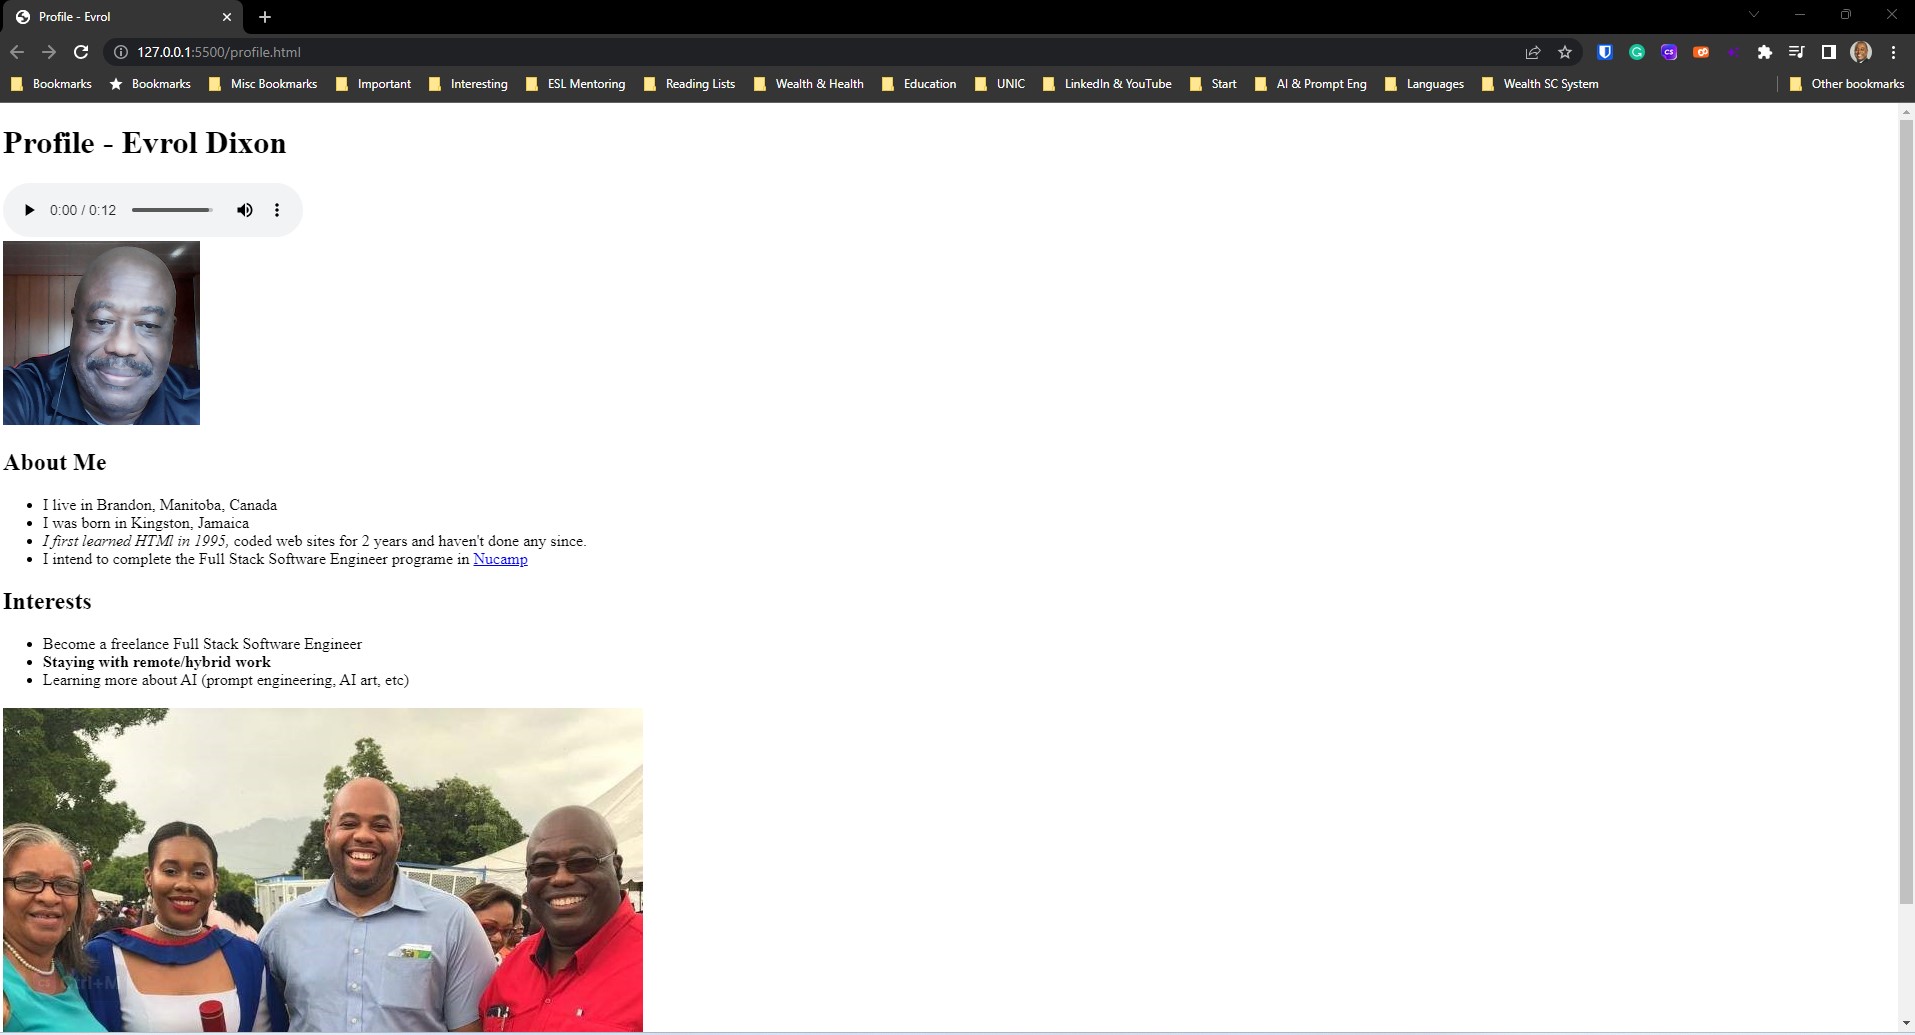 Profile - Evrol
127.0.0.1:5500/profile.html
Bookmarks Bookmarks Misc Bookmarks Important Interesting ESL Mentoring Reading Lists Wealth & Health Education UNIC LinkedIn & YouTube Start AI & Prompt Eng Languages Wealth SC System Other bookmarks
Profile - Evrol Dixon
0:00 / 0:12
About Me
I live in Brandon, Manitoba, Canada
I was born in Kingston, Jamaica
I first learned HTMl in 1995, coded web sites for 2 years and haven't done any since.
I intend to complete the Full Stack Software Engineer programe in Nucamp
Interests
Become a freelance Full Stack Software Engineer
Staying with remote/hybrid work
Learning more about AI (prompt engineering, AI art, etc)